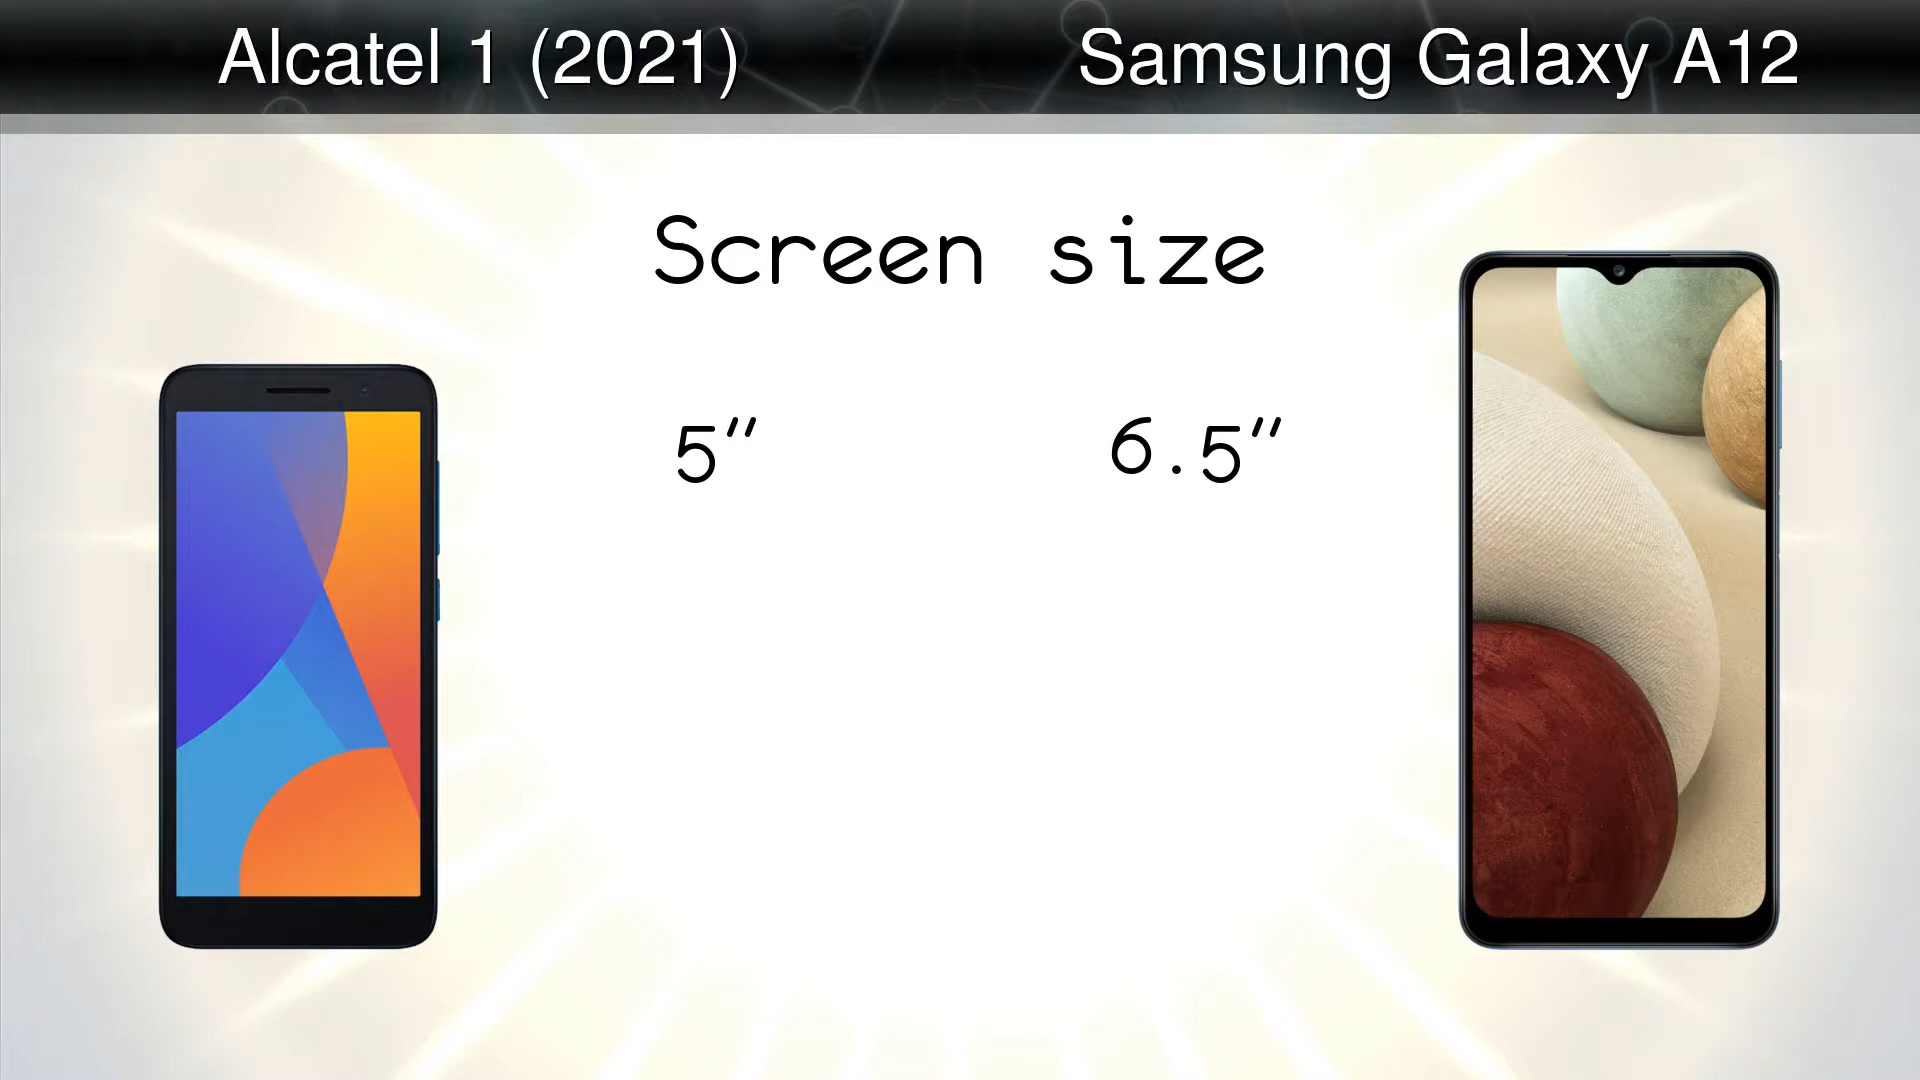 Alcatel 1 (2021)
Samsung Galaxy A12
Screen size
5"
6.5"